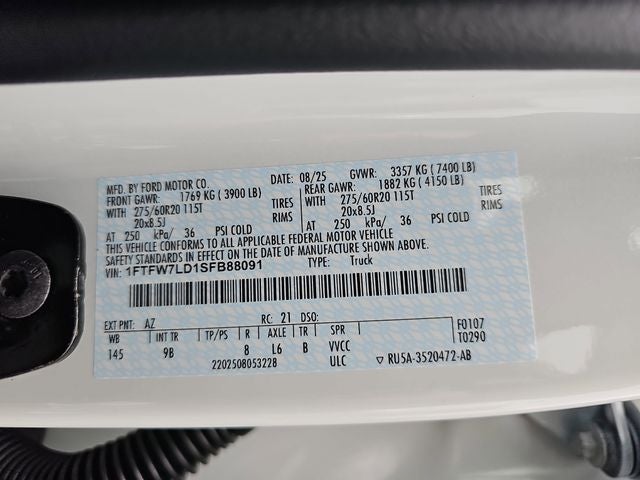 MFD. BY FORD MOTOR CO.
DATE: 08/25 GVWR: 3357 KG (7400 LB)
FRONT GAWR: 1769 KG (3900 LB)
REAR GAWR: 1882 KG (4150 LB)
WITH 275/60R20 115T TIRES
275/60R20 115T TIRES
20x8.5J RIMS
20x8.5J RIMS
AT 250 kPa/ 36 PSI COLD
AT 250 kPa/ 36 PSI COLD
THIS VEHICLE CONFORMS TO ALL APPLICABLE FEDERAL MOTOR VEHICLE
SAFETY STANDARDS IN EFFECT ON THE DATE OF MANUFACTURE SHOWN ABOVE.
VIN: 1FTFW7LD1SFB88091
TYPE: Truck
EXT PNT: AZ RC: 21 DSO:
WB INT TR TP/PS R AXLE TR SPR
145 9B 8 L6 B VVCC
2202508053228 ULC
F0107
T0290
▽ RU5A-3520472-AB